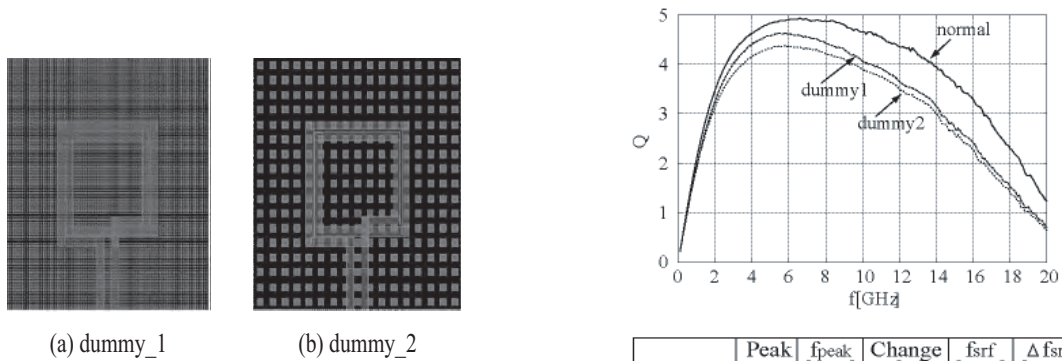 (a) dummy_1
(b) dummy_2
5
4
3
2
1
0
Q
normal
dummy1
dummy2
0 2 4 6 8 10 12 14 16 18 20
f[GHz]
Peak fpeak Change fsrf